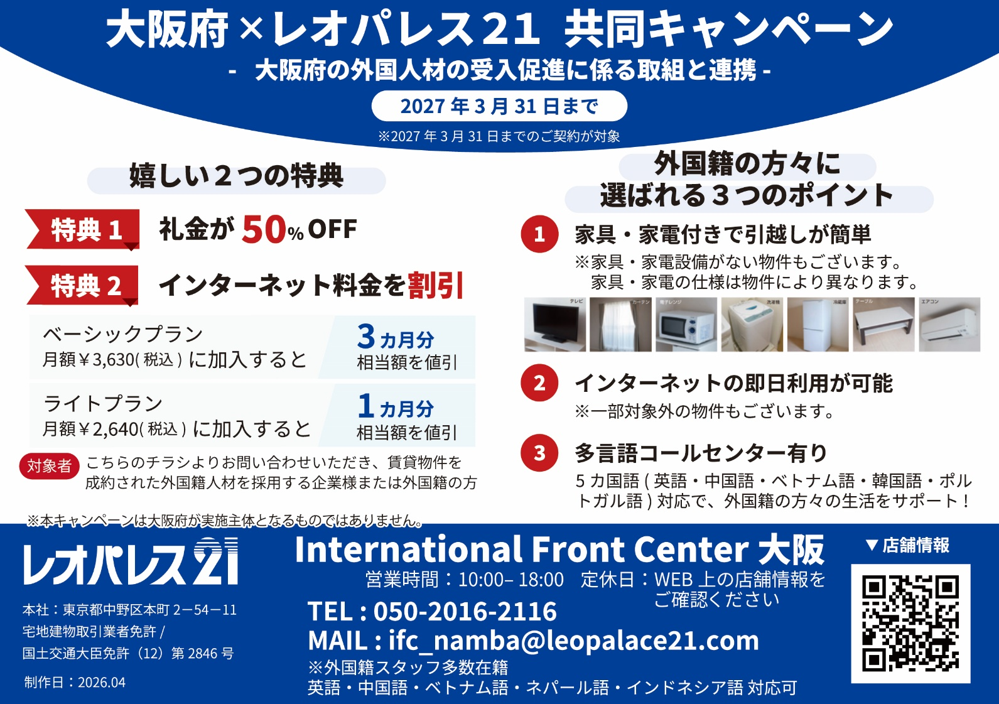 大阪府×レオパレス21 共同キャンペーン
- 大阪府の外国人材の受入促進に係る取組と連携 -
2027年3月31日まで
※2027年3月31日までのご契約が対象
嬉しい2つの特典
特典1 礼金が50%OFF
特典2 インターネット料金を割引
ベーシックプラン
月額¥3,630(税込)に加入すると
3カ月分
相当額を値引
ライトプラン
月額¥2,640(税込)に加入すると
1カ月分
相当額を値引
対象者 こちらのチラシよりお問い合わせいただき、賃貸物件を
成約された外国籍人材を採用する企業様または外国籍の方
※本キャンペーンは大阪府が実施主体となるものではありません。
外国籍の方々に
選ばれる3つのポイント
1 家具・家電付きで引越しが簡単
※家具・家電設備がない物件もございます。
家具・家電の仕様は物件により異なります。
テレビ カーテン 電子レンジ 洗濯機 冷蔵庫 テーブル エアコン
2 インターネットの即日利用が可能
※一部対象外の物件もございます。
3 多言語コールセンター有り
5カ国語(英語・中国語・ベトナム語・韓国語・ポル
トガル語)対応で、外国籍の方々の生活をサポート!
レオパレス21
本社:東京都中野区本町2-54-11
宅地建物取引業者免許/
国土交通大臣免許(12)第2846号
制作日:2026.04
International Front Center 大阪
営業時間:10:00–18:00 定休日:WEB上の店舗情報を
ご確認ください
TEL : 050-2016-2116
MAIL : ifc_namba@leopalace21.com
※外国籍スタッフ多数在籍
英語・中国語・ベトナム語・ネパール語・インドネシア語 対応可
▼店舗情報